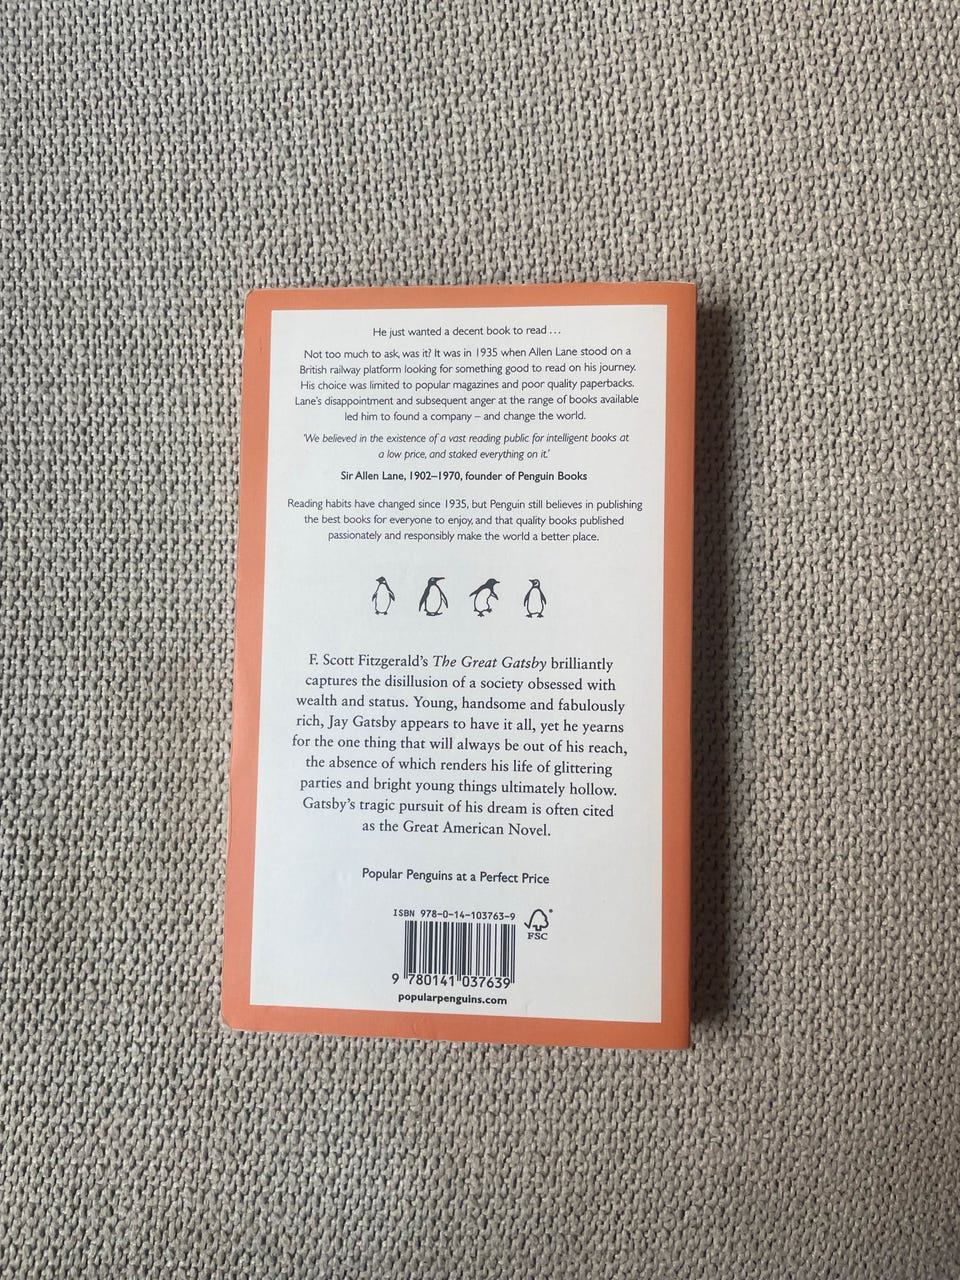 He just wanted a decent book to read ...
Not too much to ask, was it? It was in 1935 when Allen Lane stood on a
British railway platform looking for something good to read on his journey.
His choice was limited to popular magazines and poor quality paperbacks.
Lane's disappointment and subsequent anger at the range of books available
led him to found a company – and change the world.
'We believed in the existence of a vast reading public for intelligent books at
a low price, and staked everything on it.'
Sir Allen Lane, 1902–1970, founder of Penguin Books
Reading habits have changed since 1935, but Penguin still believes in publishing
the best books for everyone to enjoy, and that quality books published
passionately and responsibly make the world a better place.
F. Scott Fitzgerald's The Great Gatsby brilliantly
captures the disillusion of a society obsessed with
wealth and status. Young, handsome and fabulously
rich, Jay Gatsby appears to have it all, yet he yearns
for the one thing that will always be out of his reach,
the absence of which renders his life of glittering
parties and bright young things ultimately hollow.
Gatsby's tragic pursuit of his dream is often cited
as the Great American Novel.
Popular Penguins at a Perfect Price
ISBN 978-0-14-103763-9
FSC
9 780141 037639
popularpenguins.com